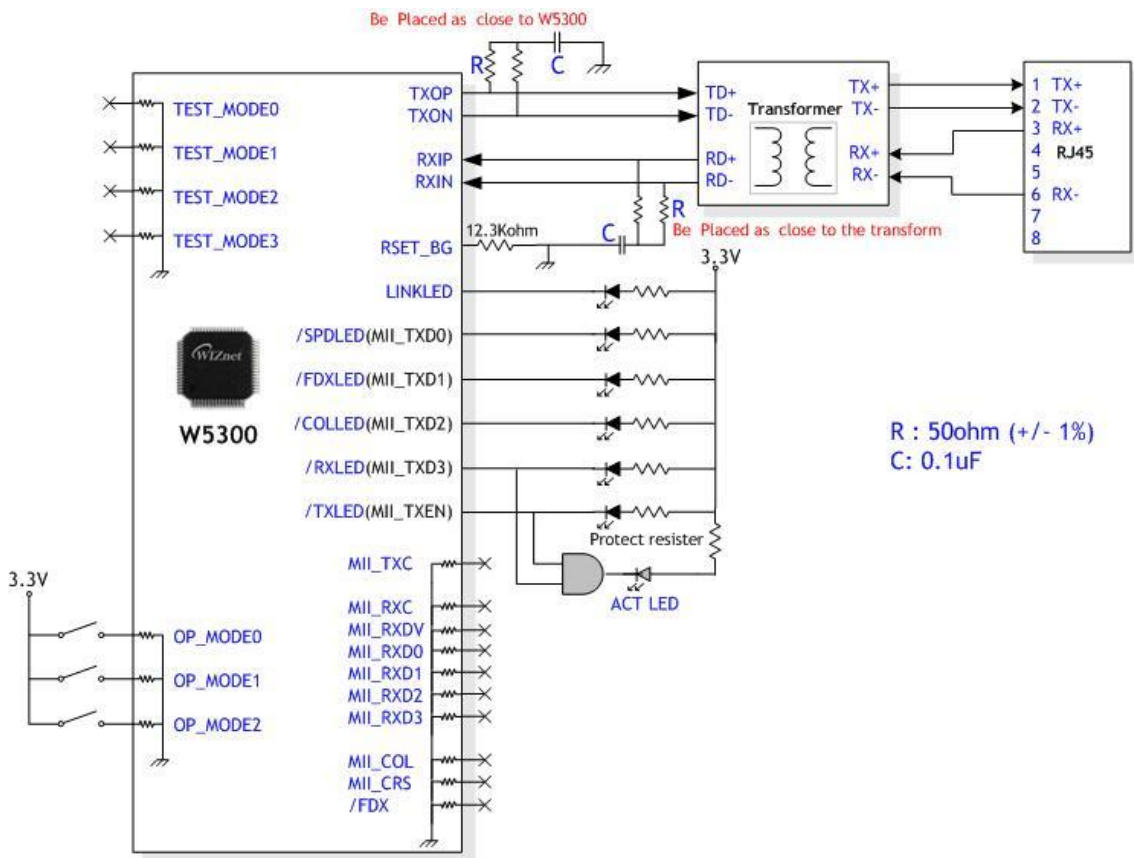 Be Placed as close to W5300
R
C
TXOP
TXON
RXIP
RXIN
RSET_BG
12.3Kohm
C
R
Be Placed as close to the transform
TD+
TD-
RD+
RD-
Transformer
TX+
TX-
RX+
RX-
1 TX+
2 TX-
3 RX+
4
RJ45
5
6 RX-
7
8
TEST_MODE0
TEST_MODE1
TEST_MODE2
TEST_MODE3
3.3V
LINKLED
/SPDLED(MII_TXD0)
/FDXLED(MII_TXD1)
/COLLED(MII_TXD2)
/RXLED(MII_TXD3)
/TXLED(MII_TXEN)
WIZnet
W5300
R : 50ohm (+/- 1%)
C: 0.1uF
Protect resister
ACT LED
MII_TXC
MII_RXC
MII_RXDV
MII_RXD0
MII_RXD1
MII_RXD2
MII_RXD3
MII_COL
MII_CRS
/FDX
3.3V
OP_MODE0
OP_MODE1
OP_MODE2